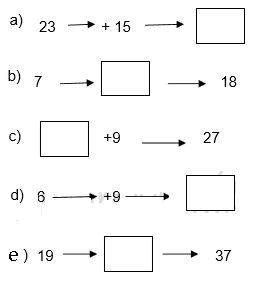 a) 23 + 15
b) 7 18
c) +9 27
d) 6 +9
e ) 19 37